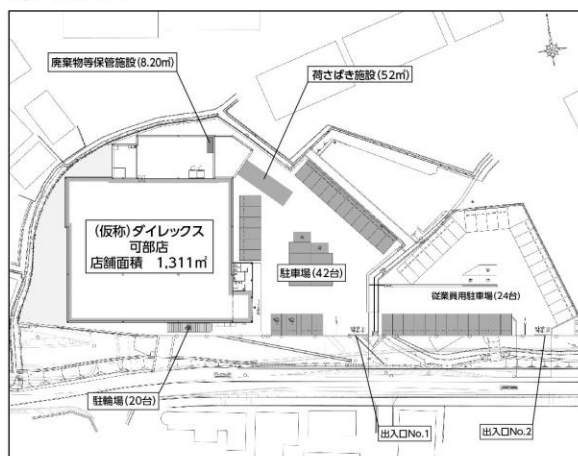 廃棄物等保管施設(8.20㎡)
荷さばき施設(52㎡)
(仮称)ダイレックス
可部店
店舗面積 1,311㎡
駐車場(42台)
従業員用駐車場(24台)
駐輪場(20台)
出入口No.1
出入口No.2